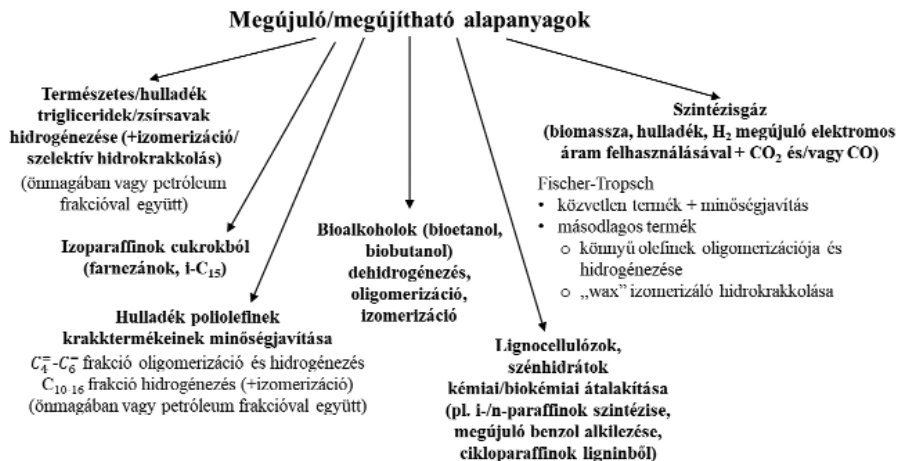 Megújuló/megújítható alapanyagok
Természetes/hulladék
trigliceridek/zsírsavak
hidrogénezése (+izomerizáció/
szelektív hidrokrakkolás)
(önmagában vagy petróleum
frakcióval együtt)
Izoparaffinok cukrokból
(farnezánok, i-C₁₅)
Hulladék poliolefinek
krakktermékeinek minőségjavítása
C₄⁼-C₆⁼ frakció oligomerizáció és hidrogénezés
C₁₀₋₁₆ frakció hidrogénezés (+izomerizáció)
(önmagában vagy petróleum frakcióval együtt)
Bioalkoholok (bioetanol,
biobutanol)
dehidrogénezés,
oligomerizáció,
izomerizáció
Lignocellulózok,
szénhidrátok
kémiai/biokémiai átalakítása
(pl. i-/n-paraffinok szintézise,
megújuló benzol alkilezése,
cikloparaffinok ligninből)
Szintézisgáz
(biomassza, hulladék, H₂ megújuló elektromos
áram felhasználásával + CO₂ és/vagy CO)
Fischer-Tropsch
• közvetlen termék + minőségjavítás
• másodlagos termék
o könnyű olefinek oligomerizációja és
hidrogénezése
o „wax” izomerizáló hidrokrakkolása